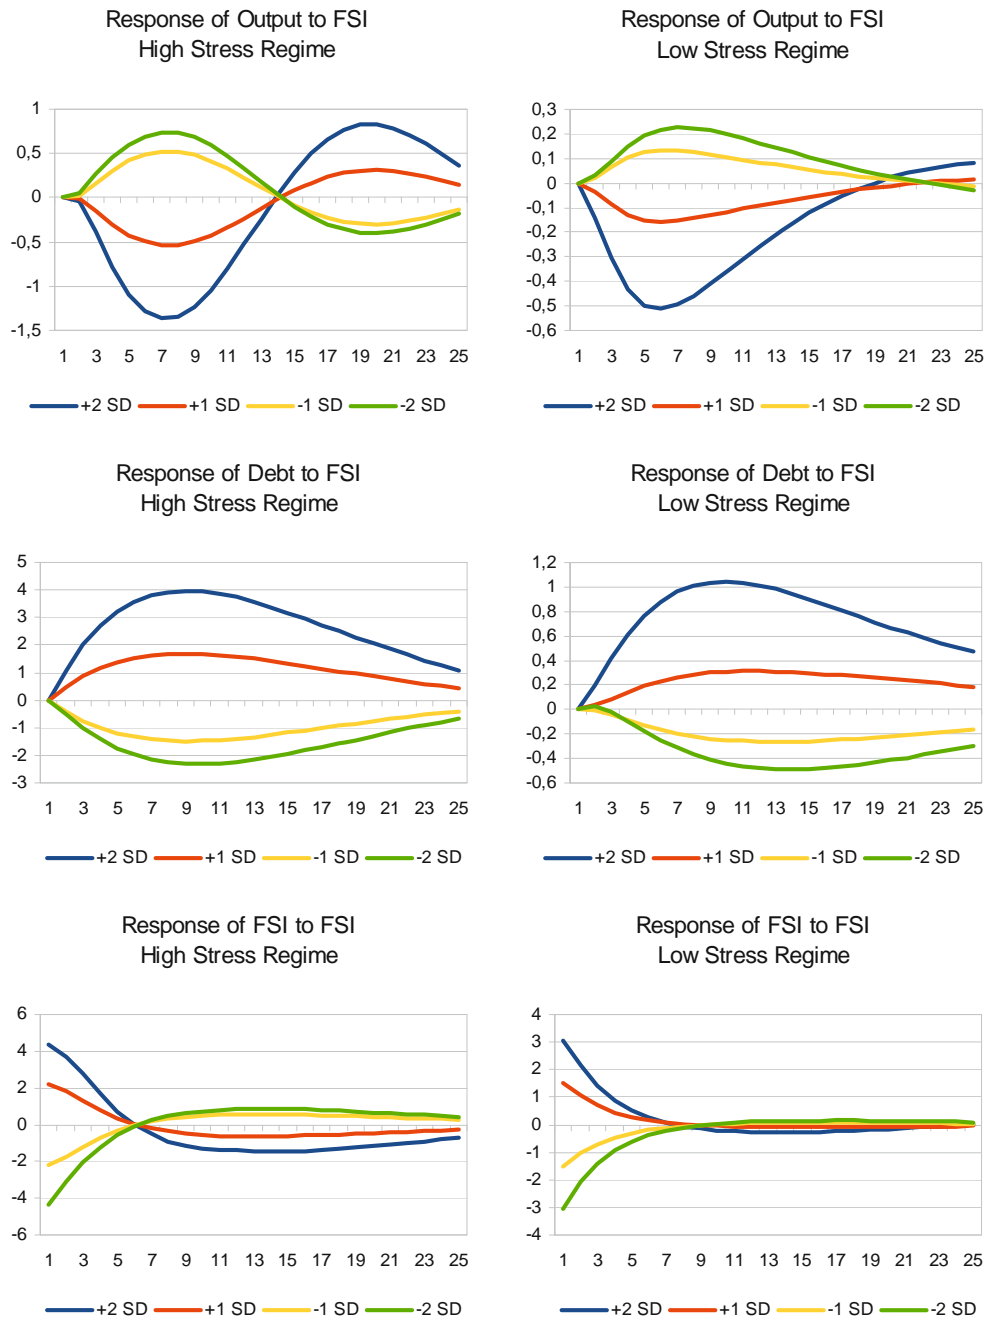 Response of Output to FSI
High Stress Regime
1
0,5
0
-0,5
-1
-1,5
1 3 5 7 9 11 13 15 17 19 21 23 25
+2 SD +1 SD -1 SD -2 SD
Response of Output to FSI
Low Stress Regime
0,3
0,2
0,1
0
-0,1
-0,2
-0,3
-0,4
-0,5
-0,6
1 3 5 7 9 11 13 15 17 19 21 23 25
+2 SD +1 SD -1 SD -2 SD
Response of Debt to FSI
High Stress Regime
5
4
3
2
1
0
-1
-2
-3
1 3 5 7 9 11 13 15 17 19 21 23 25
+2 SD +1 SD -1 SD -2 SD
Response of Debt to FSI
Low Stress Regime
1,2
1
0,8
0,6
0,4
0,2
0
-0,2
-0,4
-0,6
1 3 5 7 9 11 13 15 17 19 21 23 25
+2 SD +1 SD -1 SD -2 SD
Response of FSI to FSI
High Stress Regime
6
4
2
0
-2
-4
-6
1 3 5 7 9 11 13 15 17 19 21 23 25
+2 SD +1 SD -1 SD -2 SD
Response of FSI to FSI
Low Stress Regime
4
3
2
1
0
-1
-2
-3
-4
1 3 5 7 9 11 13 15 17 19 21 23 25
+2 SD +1 SD -1 SD -2 SD